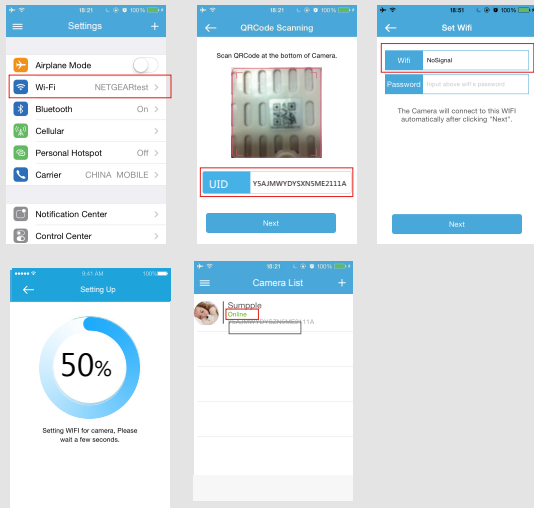 18:21
100%
Settings
Airplane Mode
Wi-Fi
NETGEARtest
Bluetooth
On
Cellular
Personal Hotspot
Off
Carrier
CHINA MOBILE
Notification Center
Control Center
18:21
100%
QRCode Scanning
Scan QRCode at the bottom of Camera.
UID
Y5AJMWYDYSXN5ME2111A
Next
18:51
100%
Set Wifi
Wifi
NoSignal
Password
Input above wifi's password
The Camera will connect to this WIFI
automatically after clicking "Next".
Next
9:41 AM
100%
Setting Up
50%
Setting WIFI for camera, Please
wait a few seconds.
18:21
100%
Camera List
Sumpple
Online